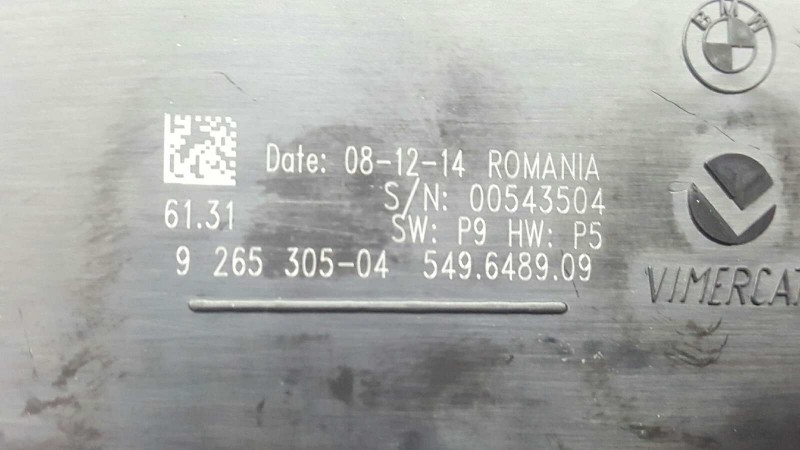 BMW
Date: 08-12-14 ROMANIA
S/N: 00543504
61.31
SW: P9 HW: P5
9 265 305-04 549.6489.09